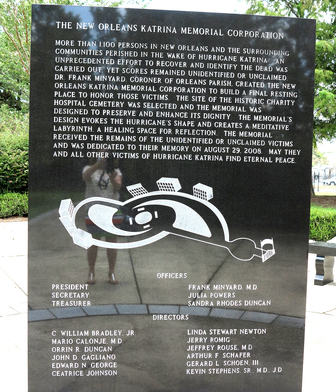 THE NEW ORLEANS KATRINA MEMORIAL CORPORATION
MORE THAN 1100 PERSONS IN NEW ORLEANS AND THE SURROUNDING
COMMUNITIES PERISHED IN THE WAKE OF HURRICANE KATRINA. AN
UNPRECEDENTED EFFORT TO RECOVER AND IDENTIFY THE DEAD WAS
CARRIED OUT, YET SCORES REMAINED UNIDENTIFIED OR UNCLAIMED.
DR. FRANK MINYARD, CORONER OF ORLEANS PARISH, CREATED THE NEW
ORLEANS KATRINA MEMORIAL CORPORATION TO BUILD A FINAL RESTING
PLACE TO HONOR THOSE VICTIMS. THE SITE OF THE HISTORIC CHARITY
HOSPITAL CEMETERY WAS SELECTED AND THE MEMORIAL WAS
DESIGNED TO PRESERVE AND ENHANCE ITS DIGNITY. THE MEMORIAL'S
DESIGN EVOKES THE HURRICANE'S SHAPE AND CREATES A MEDITATIVE
LABYRINTH, A HEALING SPACE FOR REFLECTION. THE MEMORIAL
RECEIVED THE REMAINS OF THE UNIDENTIFIED OR UNCLAIMED VICTIMS
AND WAS DEDICATED TO THEIR MEMORY ON AUGUST 29, 2008. MAY THEY
AND ALL OTHER VICTIMS OF HURRICANE KATRINA FIND ETERNAL PEACE.
OFFICERS
PRESIDENT FRANK MINYARD, M.D.
SECRETARY JULIA POWERS
TREASURER SANDRA RHODES DUNCAN
DIRECTORS
C. WILLIAM BRADLEY, JR. LINDA STEWART NEWTON
MARIO CALONJE, M.D. JERRY ROMIG
ORRIN R. DUNCAN JEFFREY ROUSE, M.D.
JOHN D. GAGLIANO ARTHUR F. SCHAFER
EDWARD N. GEORGE GERARD L. SCHOEN, III
CEATRICE JOHNSON KEVIN STEPHENS, SR., M.D., J.D.